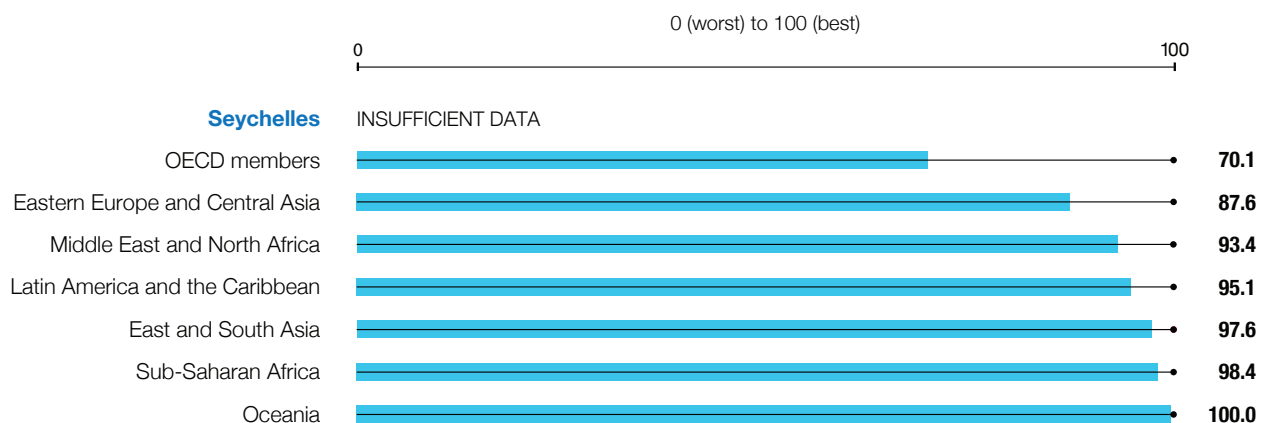 0 (worst) to 100 (best)
0 100
Seychelles INSUFFICIENT DATA
OECD members 70.1
Eastern Europe and Central Asia 87.6
Middle East and North Africa 93.4
Latin America and the Caribbean 95.1
East and South Asia 97.6
Sub-Saharan Africa 98.4
Oceania 100.0